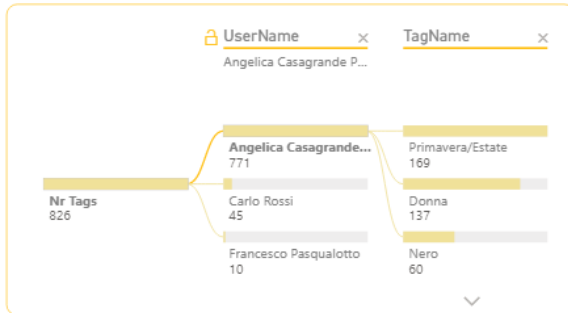 UserName
TagName
Angelica Casagrande P...
Nr Tags
826
Angelica Casagrande...
771
Carlo Rossi
45
Francesco Pasqualotto
10
Primavera/Estate
169
Donna
137
Nero
60